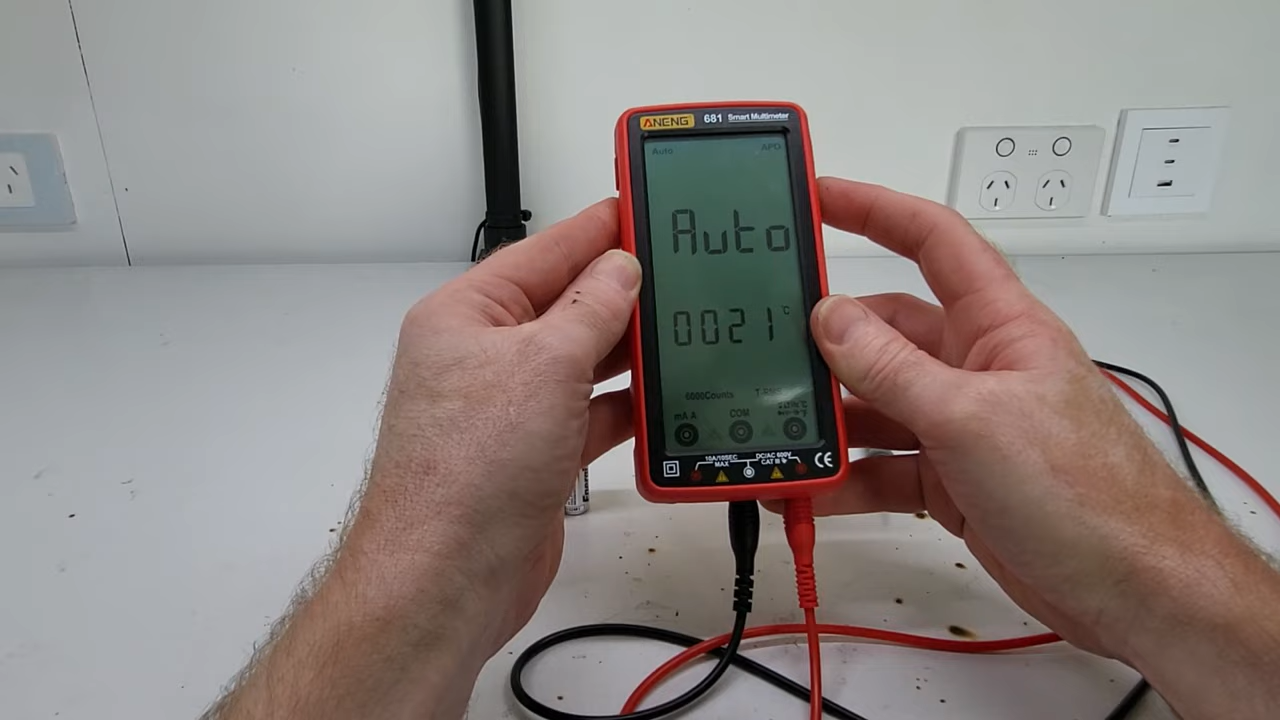 ANENG 681 Smart Multimeter
Auto APO
Auto
0021 °C
6000Counts
mA A COM
10A/10SEC MAX DC/AC 600V CAT III CE